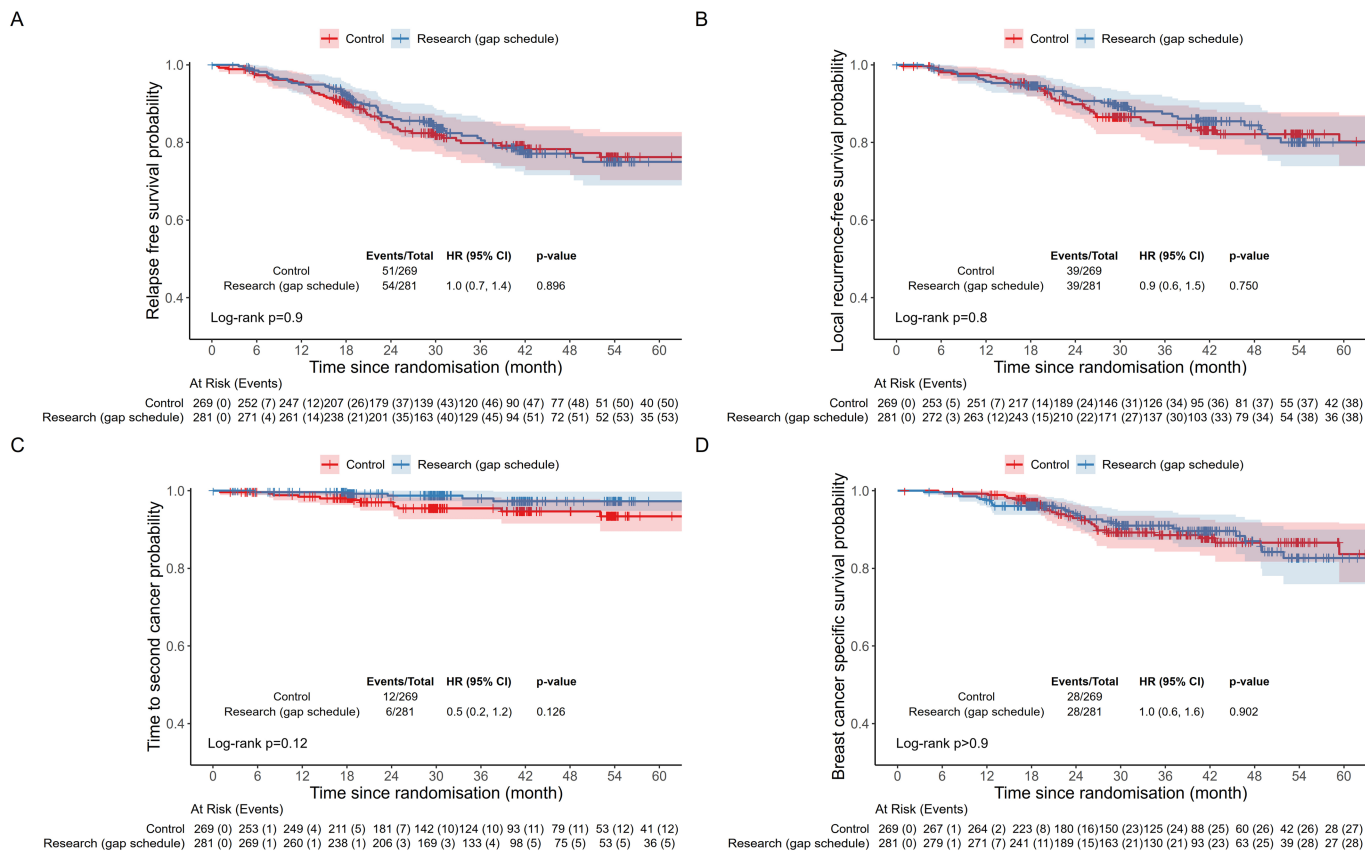 A
Control Research (gap schedule)
Relapse free survival probability
1.0
0.8
0.6
0.4
Events/Total HR (95% CI) p-value
Control 51/269
Research (gap schedule) 54/281 1.0 (0.7, 1.4) 0.896
Log-rank p=0.9
0 6 12 18 24 30 36 42 48 54 60
Time since randomisation (month)
At Risk (Events)
Control 269 (0) 252 (7) 247 (12) 207 (26) 179 (37) 139 (43) 120 (46) 90 (47) 77 (48) 51 (50) 40 (50)
Research (gap schedule) 281 (0) 271 (4) 261 (14) 238 (21) 201 (35) 163 (40) 129 (45) 94 (51) 72 (51) 52 (53) 35 (53)
B
Control Research (gap schedule)
Local recurrence-free survival probability
1.0
0.8
0.6
0.4
Events/Total HR (95% CI) p-value
Control 39/269
Research (gap schedule) 39/281 0.9 (0.6, 1.5) 0.750
Log-rank p=0.8
0 6 12 18 24 30 36 42 48 54 60
Time since randomisation (month)
At Risk (Events)
Control 269 (0) 253 (5) 251 (7) 217 (14) 189 (24) 146 (31) 126 (34) 95 (36) 81 (37) 55 (37) 42 (38)
Research (gap schedule) 281 (0) 272 (3) 263 (12) 243 (15) 210 (22) 171 (27) 137 (30) 103 (33) 79 (34) 54 (38) 36 (38)
C
Control Research (gap schedule)
Time to second cancer probability
1.0
0.8
0.6
0.4
Events/Total HR (95% CI) p-value
Control 12/269
Research (gap schedule) 6/281 0.5 (0.2, 1.2) 0.126
Log-rank p=0.12
0 6 12 18 24 30 36 42 48 54 60
Time since randomisation (month)
At Risk (Events)
Control 269 (0) 253 (1) 249 (4) 211 (5) 181 (7) 142 (10) 124 (10) 93 (11) 79 (11) 53 (12) 41 (12)
Research (gap schedule) 281 (0) 269 (1) 260 (1) 238 (1) 206 (3) 169 (3) 133 (4) 98 (5) 75 (5) 53 (5) 36 (5)
D
Control Research (gap schedule)
Breast cancer specific survival probability
1.0
0.8
0.6
0.4
Events/Total HR (95% CI) p-value
Control 28/269
Research (gap schedule) 28/281 1.0 (0.6, 1.6) 0.902
Log-rank p>0.9
0 6 12 18 24 30 36 42 48 54 60
Time since randomisation (month)
At Risk (Events)
Control 269 (0) 267 (1) 264 (2) 223 (8) 180 (16) 150 (23) 125 (24) 88 (25) 60 (26) 42 (26) 28 (27)
Research (gap schedule) 281 (0) 279 (1) 271 (7) 241 (11) 189 (15) 163 (21) 130 (21) 93 (23) 63 (25) 39 (28) 27 (28)